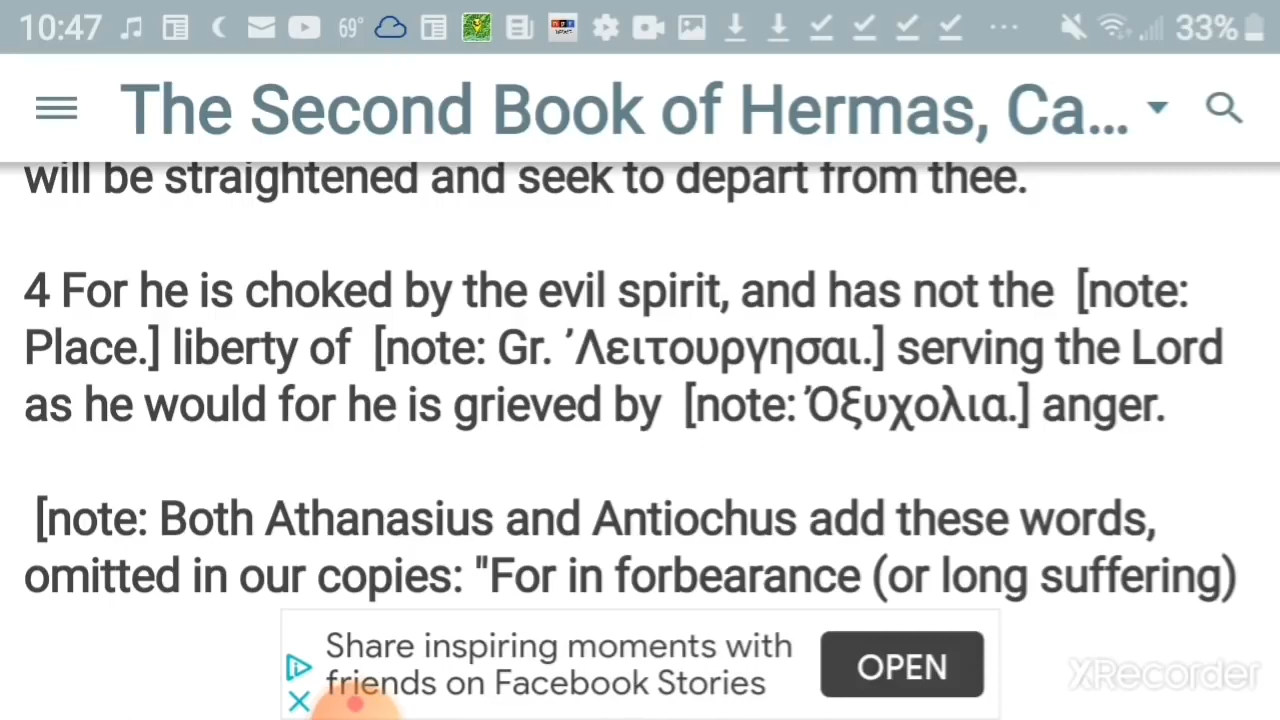 10:47 69° 33%
The Second Book of Hermas, Ca...
will be straightened and seek to depart from thee.
4 For he is choked by the evil spirit, and has not the [note:
Place.] liberty of [note: Gr. ʼΛειτουργησαι.] serving the Lord
as he would for he is grieved by [note: Ὀξυχολια.] anger.
[note: Both Athanasius and Antiochus add these words,
omitted in our copies: "For in forbearance (or long suffering)
Share inspiring moments with
friends on Facebook Stories
OPEN
XRecorder